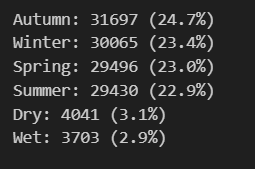 Autumn: 31697 (24.7%)
Winter: 30065 (23.4%)
Spring: 29496 (23.0%)
Summer: 29430 (22.9%)
Dry: 4041 (3.1%)
Wet: 3703 (2.9%)